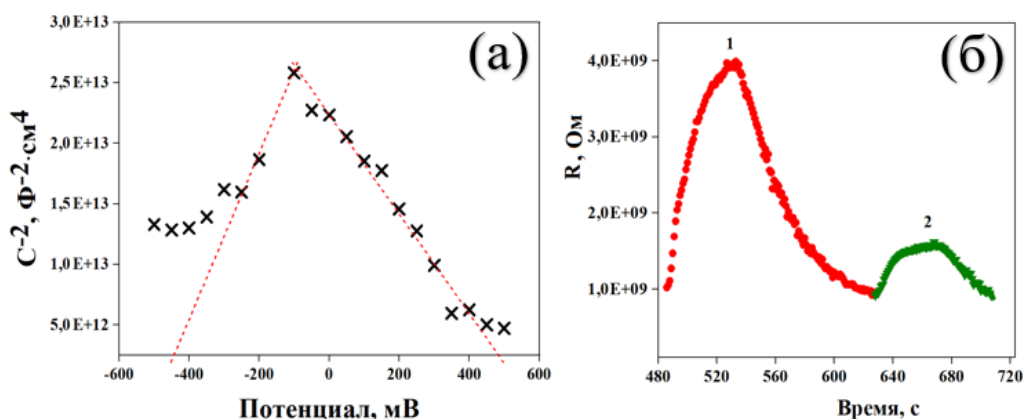 (а)
C⁻², Ф⁻²·см⁴
3,0E+13
2,5E+13
2,0E+13
1,5E+13
1,0E+13
5,0E+12
-600 -400 -200 0 200 400 600
Потенциал, мВ
(б)
R, Ом
4,0E+09
3,0E+09
2,0E+09
1,0E+09
1
2
480 520 560 600 640 680 720
Время, с